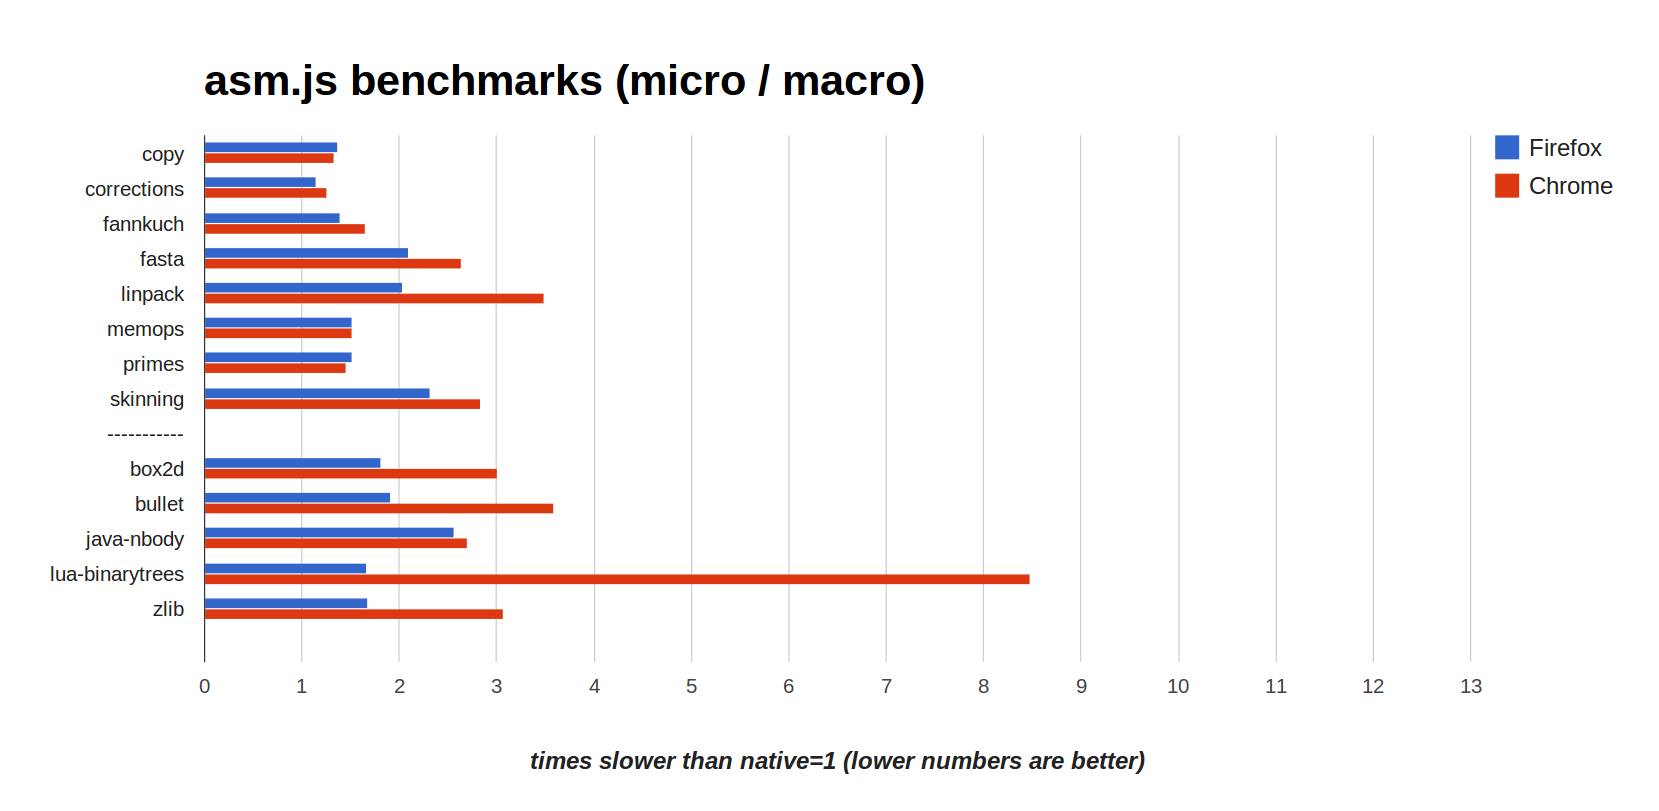 asm.js benchmarks (micro / macro)
Firefox
Chrome
copy
corrections
fannkuch
fasta
linpack
memops
primes
skinning
-----------
box2d
bullet
java-nbody
lua-binarytrees
zlib
0 1 2 3 4 5 6 7 8 9 10 11 12 13
times slower than native=1 (lower numbers are better)